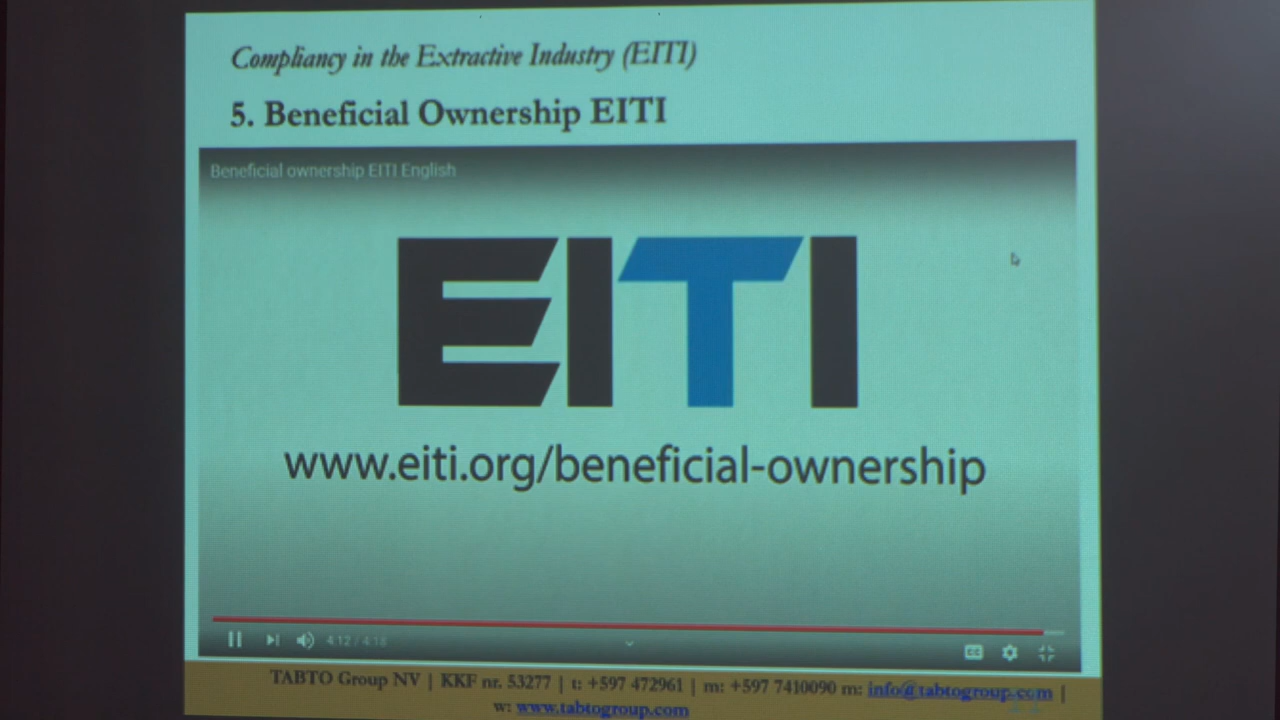 Compliancy in the Extractive Industry (EITI)
5. Beneficial Ownership EITI
Beneficial ownership EITI English
EITI
www.eiti.org/beneficial-ownership
4:12 / 4:18
CC
TABTO Group NV | KKF nr. 53277 | t: +597 472961 | m: +597 7410090 m: info@tabtogroup.com |
w: www.tabtogroup.com